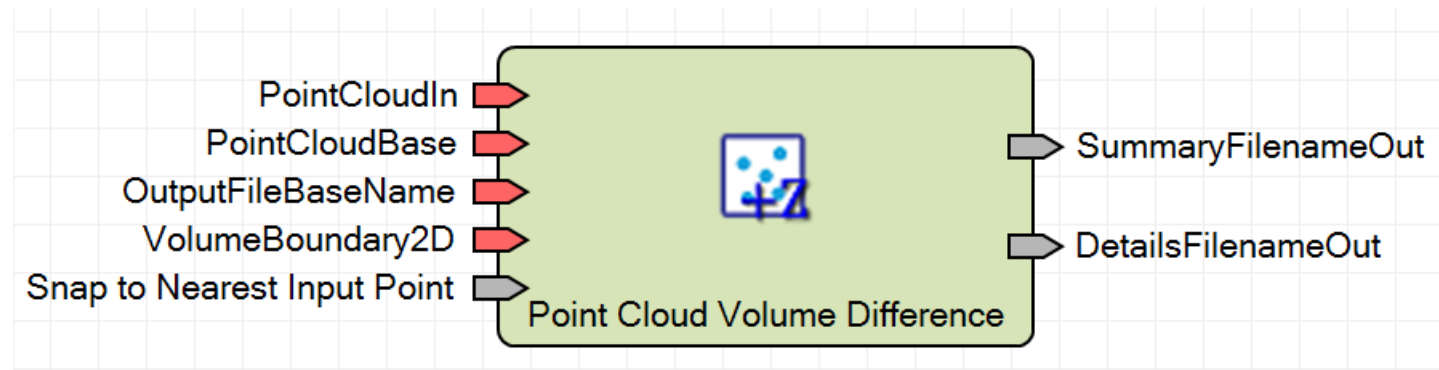 PointCloudIn
PointCloudBase
OutputFileBaseName
VolumeBoundary2D
Snap to Nearest Input Point
+Z
Point Cloud Volume Difference
SummaryFilenameOut
DetailsFilenameOut